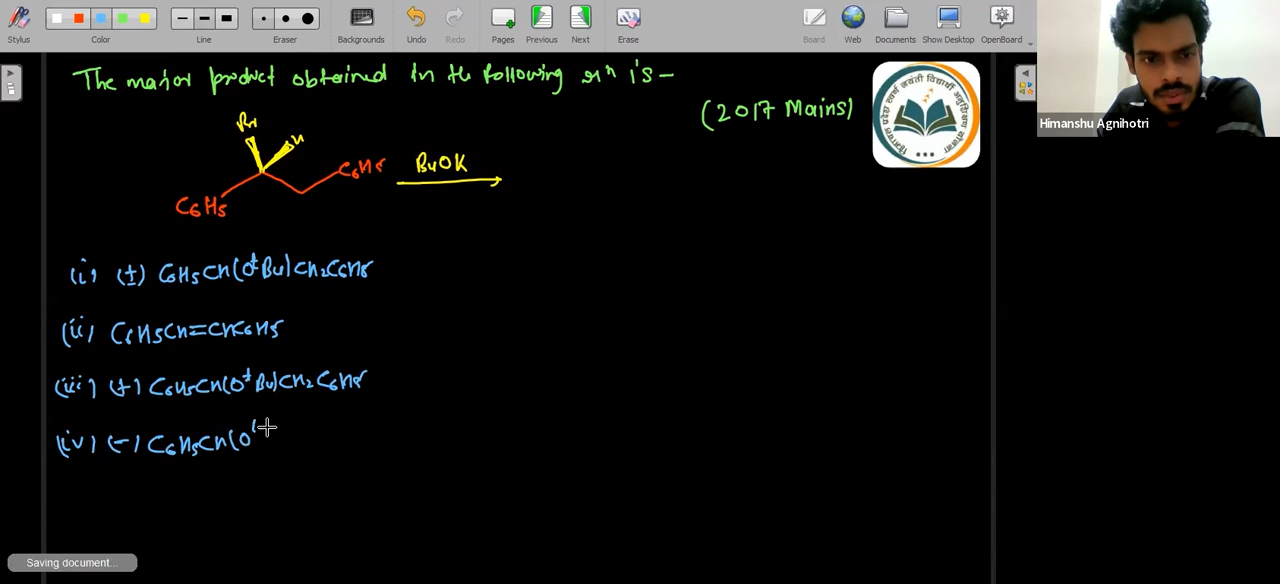 Stylus
Color
Line
Eraser
Backgrounds
Undo
Redo
Pages
Previous
Next
Erase
Board
Web
Documents
Show Desktop
OpenBoard
The major product obtained in the following rxn is -
(2017 Mains)
Himanshu Agnihotri
Br
H
C6H5
BuOK
C6H5
(i) (±) C6H5CH(OtBu)CH2C6H5
(ii) C6H5CH=CHC6H5
(iii) (+) C6H5CH(OtBu)CH2C6H5
(iv) (-) C6H5CH(O
Saving document...